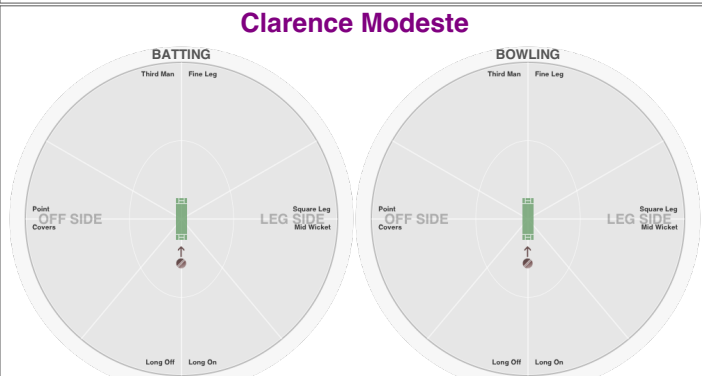 Clarence Modeste
BATTING
BOWLING
Third Man Fine Leg
Third Man Fine Leg
Point
OFF SIDE
Covers
Square Leg
LEG SIDE
Mid Wicket
Point
OFF SIDE
Covers
Square Leg
LEG SIDE
Mid Wicket
Long Off Long On
Long Off Long On